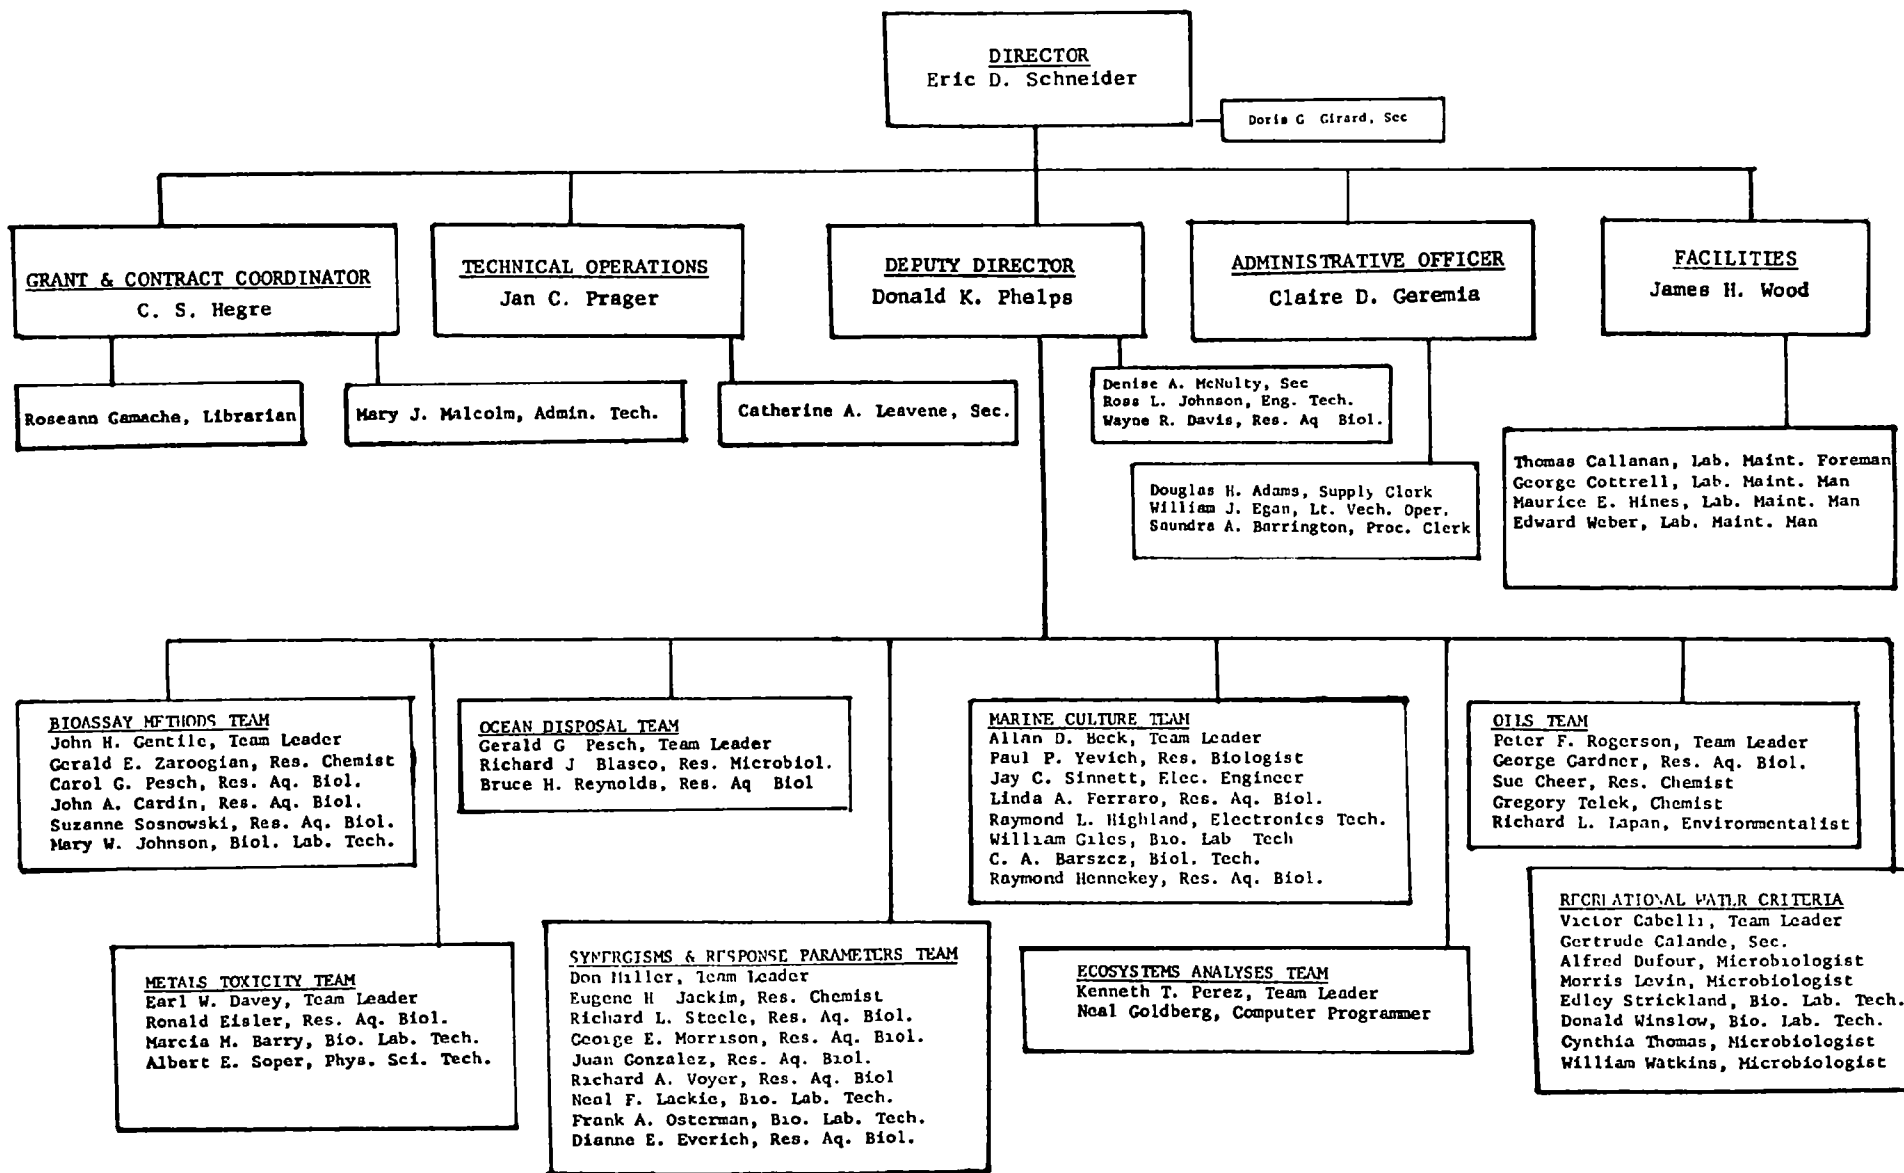 DIRECTOR
Eric D. Schneider
Doris G Girard, Sec
GRANT & CONTRACT COORDINATOR
C. S. Hegre
TECHNICAL OPERATIONS
Jan C. Prager
DEPUTY DIRECTOR
Donald K. Phelps
ADMINISTRATIVE OFFICER
Claire D. Geremia
FACILITIES
James H. Wood
Roseann Gamache, Librarian
Mary J. Malcolm, Admin. Tech.
Catherine A. Leavene, Sec.
Denise A. McNulty, Sec
Ross L. Johnson, Eng. Tech.
Wayne R. Davis, Res. Aq Biol.
Douglas H. Adams, Supply Clerk
William J. Egan, Lt. Vech. Oper.
Saundra A. Barrington, Proc. Clerk
Thomas Callanan, Lab. Maint. Foreman
George Cottrell, Lab. Maint. Man
Maurice E. Hines, Lab. Maint. Man
Edward Weber, Lab. Maint. Man
BIOASSAY METHODS TEAM
John H. Gentile, Team Leader
Gerald E. Zaroogian, Res. Chemist
Carol G. Pesch, Res. Aq. Biol.
John A. Cardin, Res. Aq. Biol.
Suzanne Sosnowski, Res. Aq. Biol.
Mary W. Johnson, Biol. Lab. Tech.
OCEAN DISPOSAL TEAM
Gerald G Pesch, Team Leader
Richard J Blasco, Res. Microbiol.
Bruce H. Reynolds, Res. Aq Biol
MARINE CULTURE TEAM
Allan D. Beck, Team Leader
Paul P. Yevich, Res. Biologist
Jay C. Sinnett, Elec. Engineer
Linda A. Ferraro, Res. Aq. Biol.
Raymond L. Highland, Electronics Tech.
William Giles, Bio. Lab Tech
C. A. Barszcz, Biol. Tech.
Raymond Hennekey, Res. Aq. Biol.
OILS TEAM
Peter F. Rogerson, Team Leader
George Gardner, Res. Aq. Biol.
Sue Cheer, Res. Chemist
Gregory Telek, Chemist
Richard L. Lapan, Environmentalist
METALS TOXICITY TEAM
Earl W. Davey, Team Leader
Ronald Eisler, Res. Aq. Biol.
Marcia M. Barry, Bio. Lab. Tech.
Albert E. Soper, Phys. Sci. Tech.
SYNERGISMS & RESPONSE PARAMETERS TEAM
Don Miller, Team Leader
Eugene H Jackim, Res. Chemist
Richard L. Steele, Res. Aq. Biol.
George E. Morrison, Res. Aq. Biol.
Juan Gonzalez, Res. Aq. Biol.
Richard A. Voyer, Res. Aq. Biol
Neal F. Lackie, Bio. Lab. Tech.
Frank A. Osterman, Bio. Lab. Tech.
Dianne E. Everich, Res. Aq. Biol.
ECOSYSTEMS ANALYSES TEAM
Kenneth T. Perez, Team Leader
Neal Goldberg, Computer Programmer
RECREATIONAL WATER CRITERIA
Victor Cabelli, Team Leader
Gertrude Calande, Sec.
Alfred Dufour, Microbiologist
Morris Levin, Microbiologist
Edley Strickland, Bio. Lab. Tech.
Donald Winslow, Bio. Lab. Tech.
Cynthia Thomas, Microbiologist
William Watkins, Microbiologist